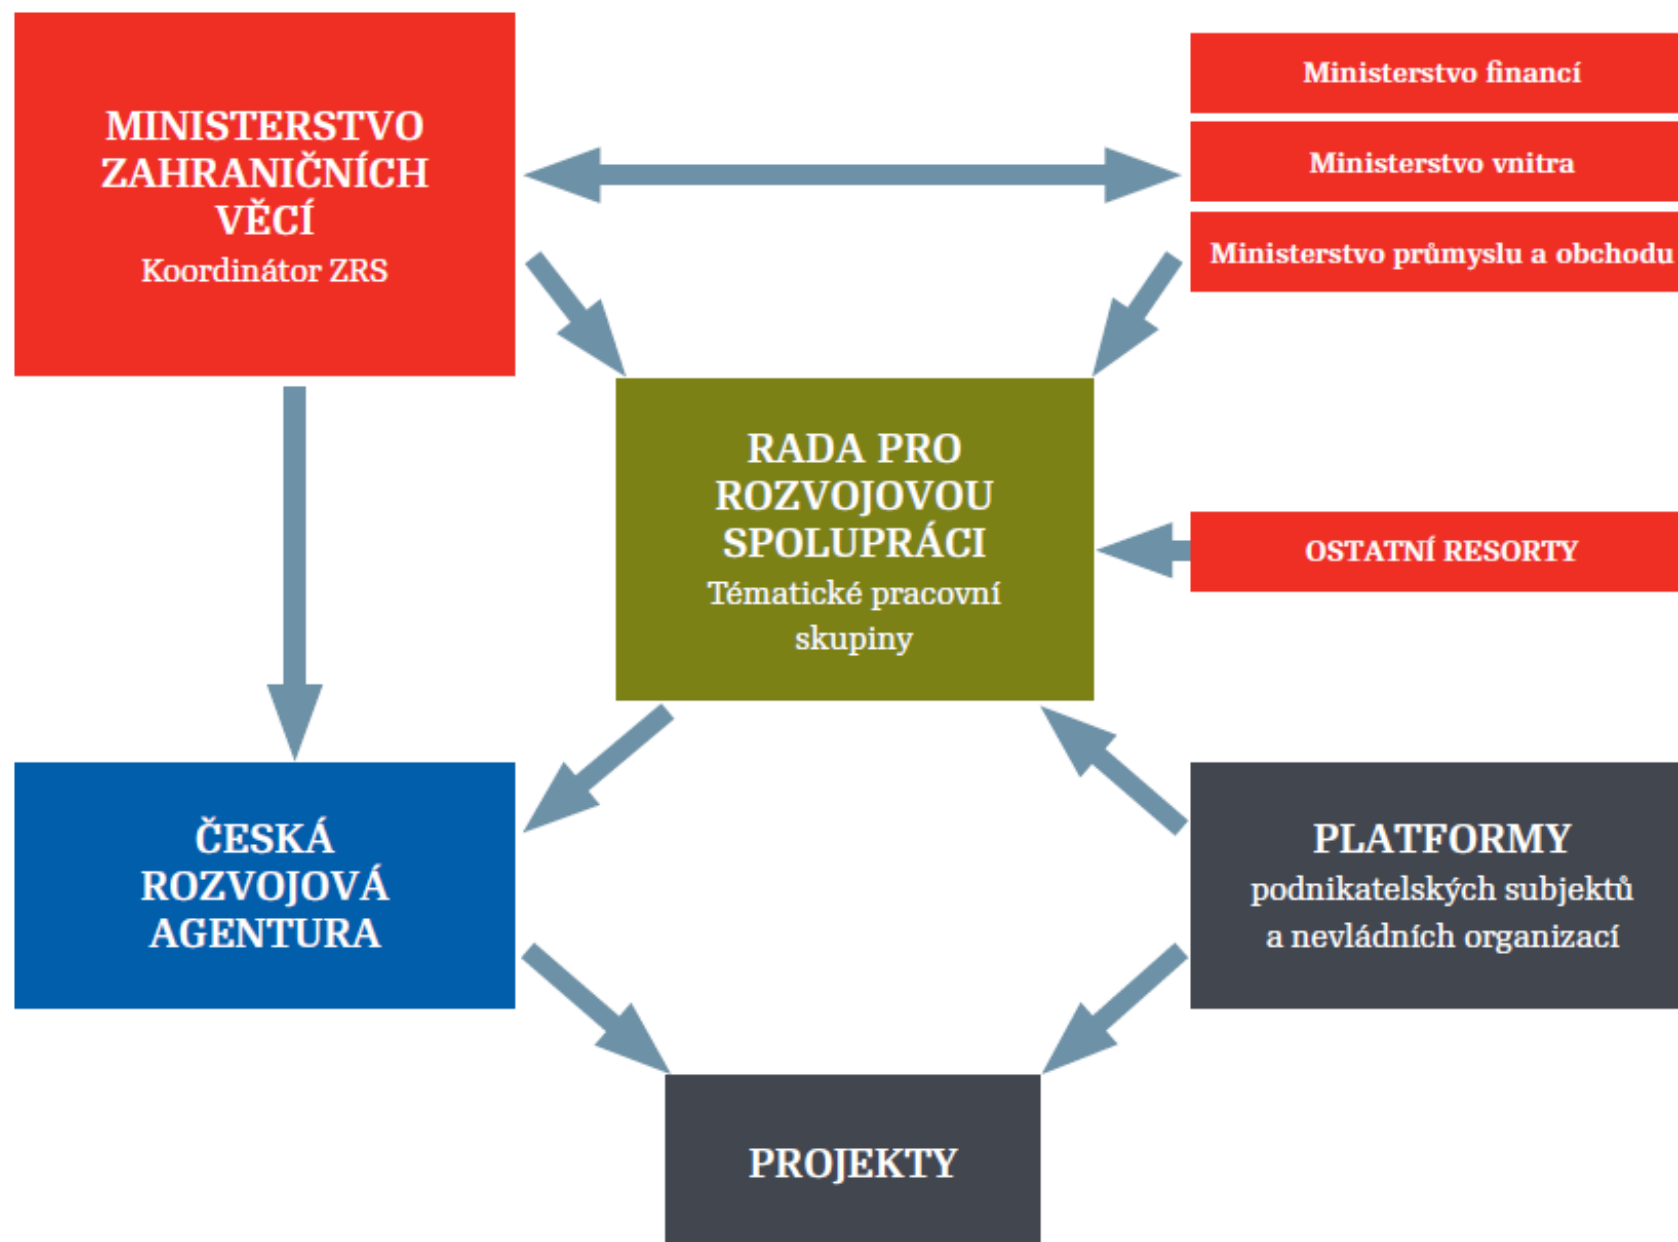 MINISTERSTVO
ZAHRANIČNÍCH
VĚCÍ
Koordinátor ZRS
Ministerstvo financí
Ministerstvo vnitra
Ministerstvo průmyslu a obchodu
RADA PRO
ROZVOJOVOU
SPOLUPRÁCI
Tématické pracovní
skupiny
OSTATNÍ RESORTY
ČESKÁ
ROZVOJOVÁ
AGENTURA
PLATFORMY
podnikatelských subjektů
a nevládních organizací
PROJEKTY